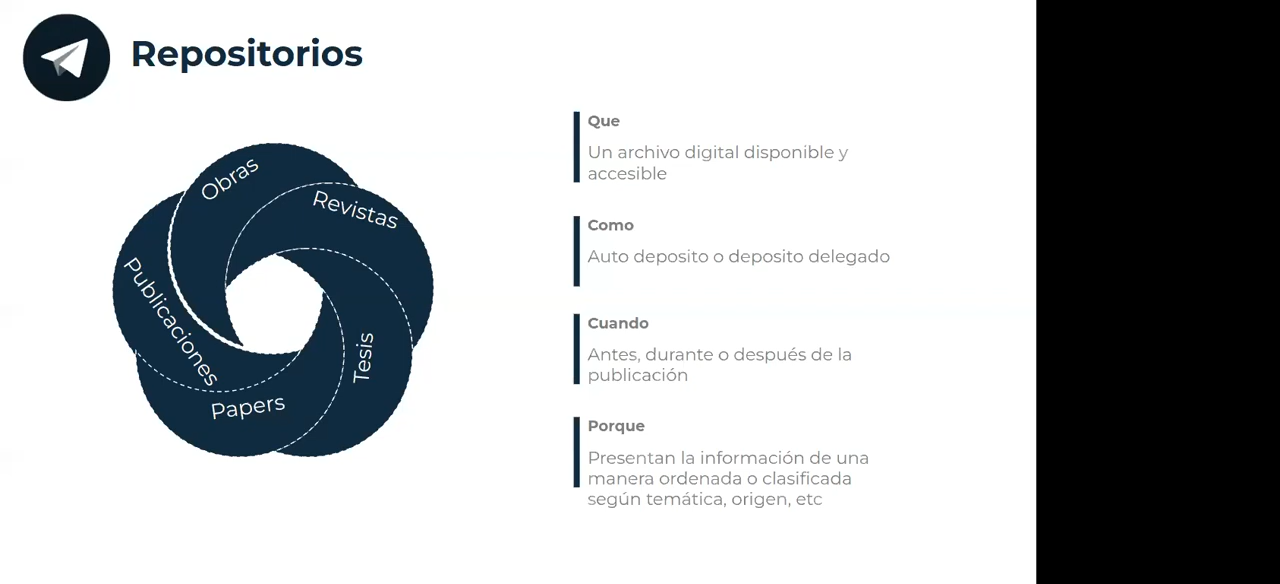 Repositorios
Obras
Revistas
Publicaciones
Tesis
Papers
Que
Un archivo digital disponible y
accesible
Como
Auto deposito o deposito delegado
Cuando
Antes, durante o después de la
publicación
Porque
Presentan la información de una
manera ordenada o clasificada
según temática, origen, etc